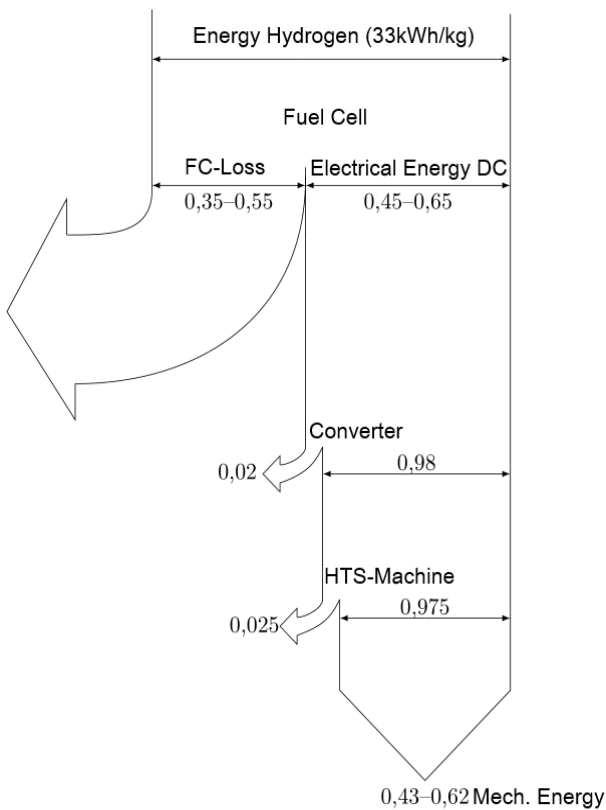 Energy Hydrogen (33kWh/kg)
Fuel Cell
FC-Loss
Electrical Energy DC
0,35–0,55
0,45–0,65
Converter
0,02
0,98
HTS-Machine
0,025
0,975
0,43–0,62 Mech. Energy